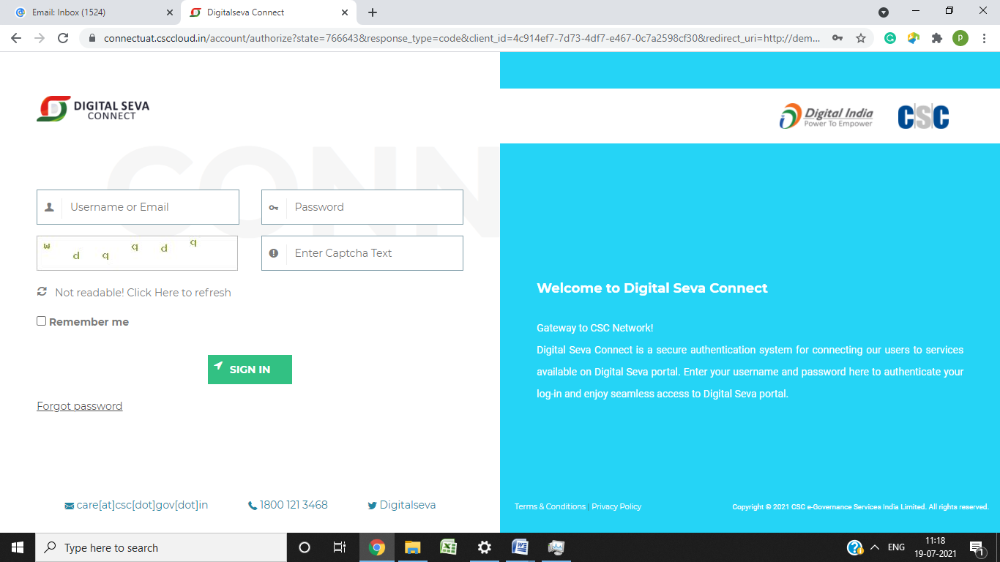 Email: Inbox (1524)
Digitalseva Connect
connectuat.csccloud.in/account/authorize?state=766643&response_type=code&client_id=4c914ef7-7d73-4df7-e467-0c7a2598cf30&redirect_uri=http://dem...
P
DIGITAL SEVA
CONNECT
Digital India
Power To Empower
CSC
CONN
Username or Email
Password
w d q q d q
Enter Captcha Text
Not readable! Click Here to refresh
Remember me
SIGN IN
Forgot password
Welcome to Digital Seva Connect
Gateway to CSC Network!
Digital Seva Connect is a secure authentication system for connecting our users to services
available on Digital Seva portal. Enter your username and password here to authenticate your
log-in and enjoy seamless access to Digital Seva portal.
care[at]csc[dot]gov[dot]in
1800 121 3468
Digitalseva
Terms & Conditions | Privacy Policy
Copyright © 2021 CSC e-Governance Services India Limited. All rights reserved.
Type here to search
ENG
11:18
19-07-2021
1